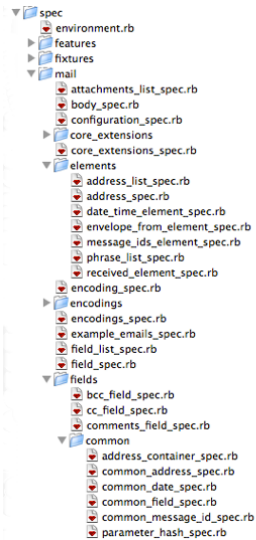 spec
environment.rb
features
fixtures
mail
attachments_list_spec.rb
body_spec.rb
configuration_spec.rb
core_extensions
core_extensions_spec.rb
elements
address_list_spec.rb
address_spec.rb
date_time_element_spec.rb
envelope_from_element_spec.rb
message_ids_element_spec.rb
phrase_list_spec.rb
received_element_spec.rb
encoding_spec.rb
encodings
encodings_spec.rb
example_emails_spec.rb
field_list_spec.rb
field_spec.rb
fields
bcc_field_spec.rb
cc_field_spec.rb
comments_field_spec.rb
common
address_container_spec.rb
common_address_spec.rb
common_date_spec.rb
common_field_spec.rb
common_message_id_spec.rb
parameter_hash_spec.rb